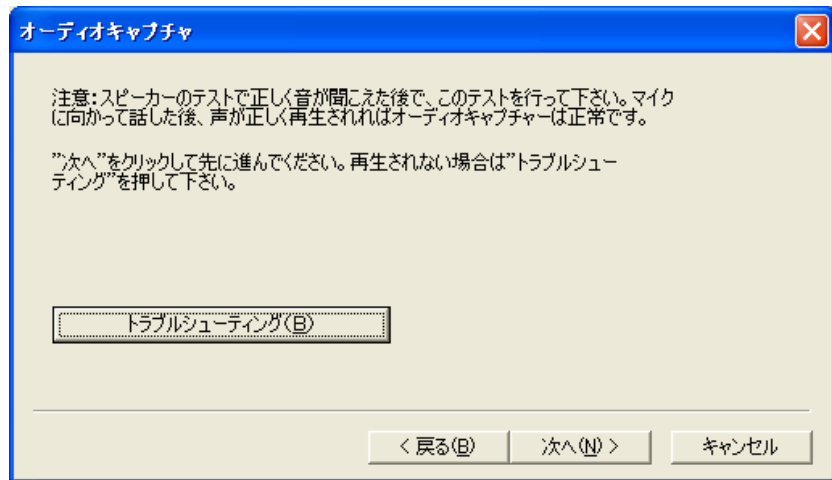 オーディオキャプチャ
注意：スピーカーのテストで正しく音が聞こえた後で、このテストを行って下さい。マイク
に向かって話した後、声が正しく再生されればオーディオキャプチャーは正常です。
”次へ”をクリックして先に進んでください。再生されない場合は”トラブルシュー
ティング”を押して下さい。
トラブルシューティング(B)
< 戻る(B)
次へ(N) >
キャンセル